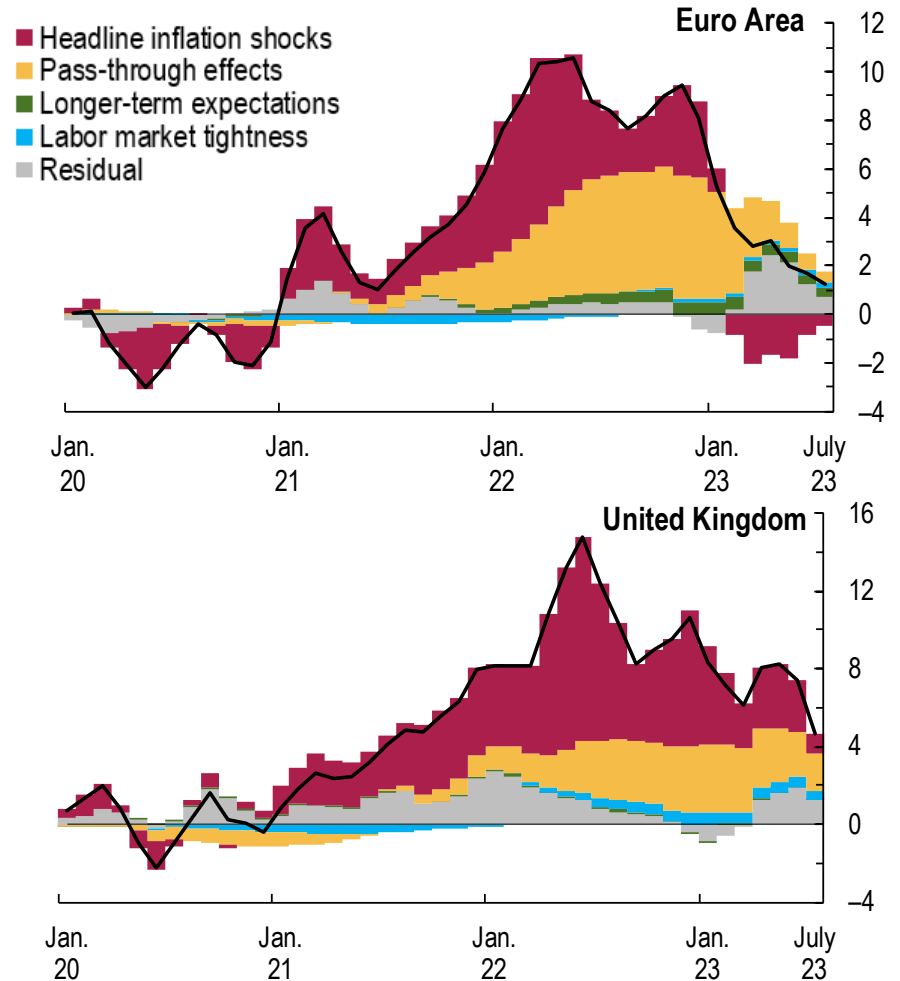 Euro Area
Headline inflation shocks
Pass-through effects
Longer-term expectations
Labor market tightness
Residual
12
10
8
6
4
2
0
–2
–4
Jan. Jan. Jan. Jan. July
20 21 22 23 23
United Kingdom
16
12
8
4
0
–4
Jan. Jan. Jan. Jan. July
20 21 22 23 23